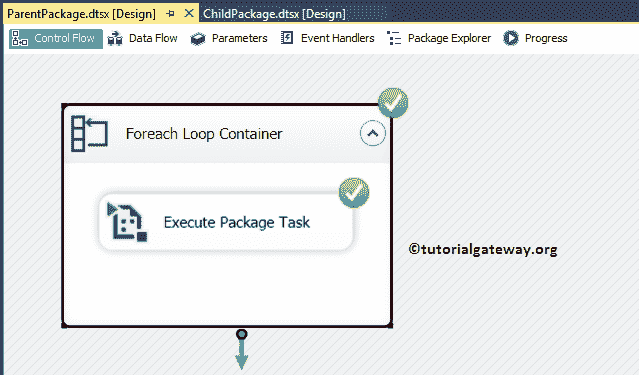 ParentPackage.dtsx [Design] ChildPackage.dtsx [Design]
Control Flow Data Flow Parameters Event Handlers Package Explorer Progress
Foreach Loop Container
Execute Package Task
©tutorialgateway.org